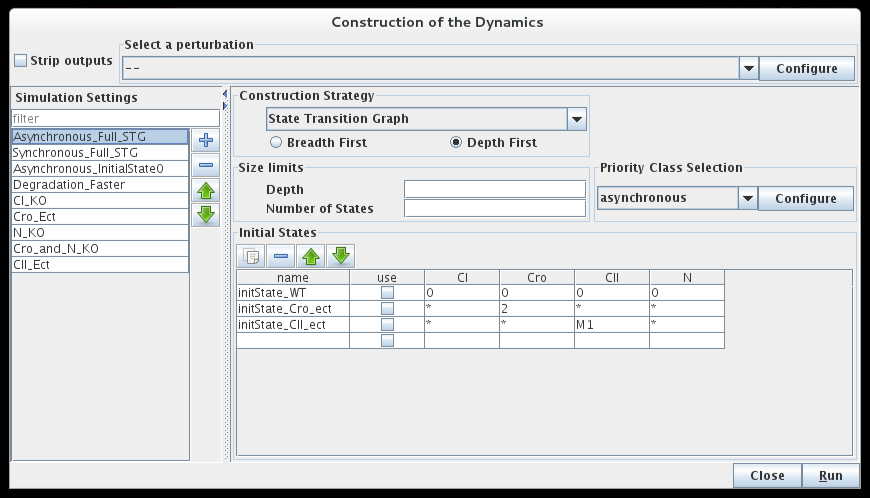 Construction of the Dynamics
Strip outputs
Select a perturbation
--
Configure
Simulation Settings
filter
Asynchronous_Full_STG
Synchronous_Full_STG
Asynchronous_InitialState0
Degradation_Faster
CI_KO
Cro_Ect
N_KO
Cro_and_N_KO
CII_Ect
Construction Strategy
State Transition Graph
Breadth First
Depth First
Size limits
Depth
Number of States
Priority Class Selection
asynchronous
Configure
Initial States
name use CI Cro CII N
initState_WT 0 0 0 0
initState_Cro_ect * 2 * *
initState_CII_ect * * M1 *
Close
Run